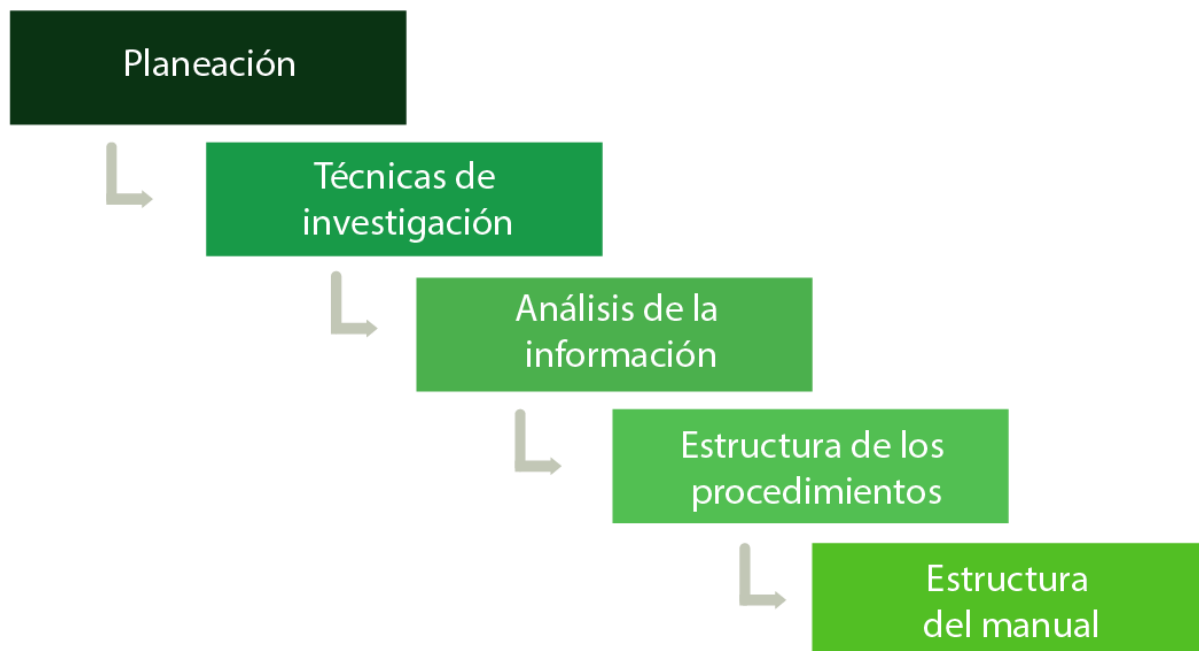 Planeación
Técnicas de
investigación
Análisis de la
información
Estructura de los
procedimientos
Estructura
del manual